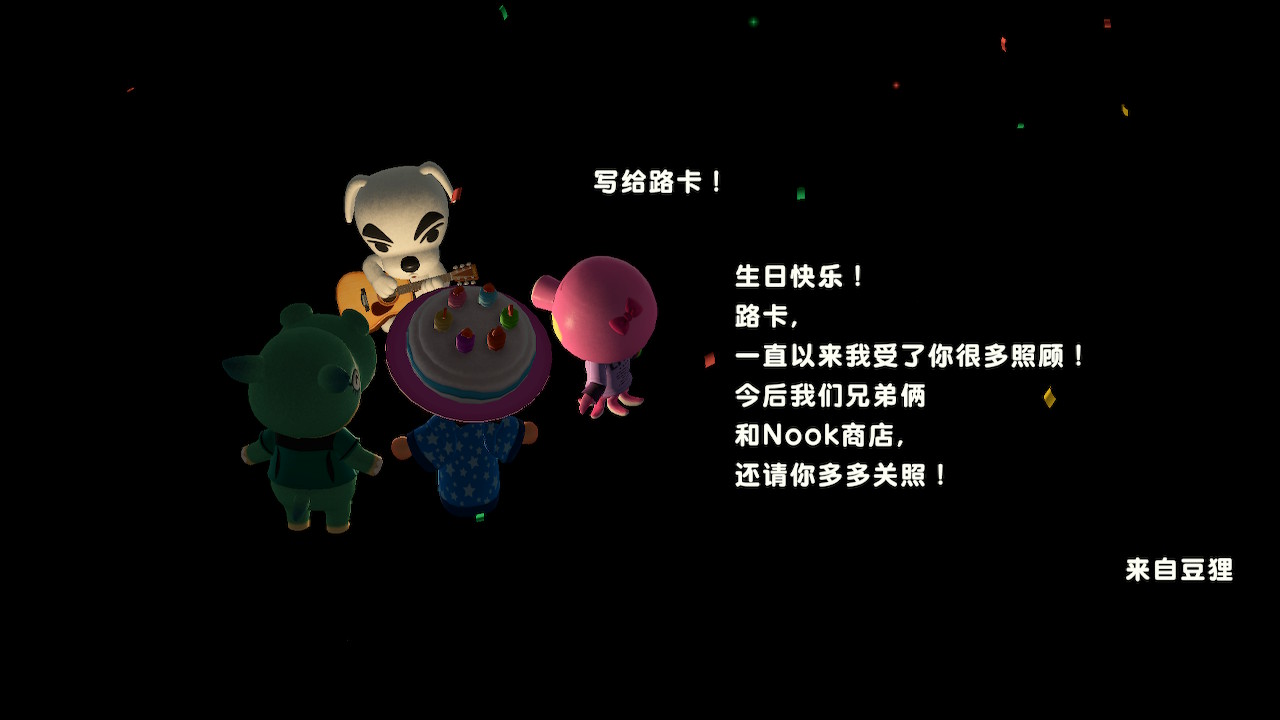 写给路卡！
生日快乐！
路卡，
一直以来我受了你很多照顾！
今后我们兄弟俩
和Nook商店，
还请你多多关照！
来自豆狸